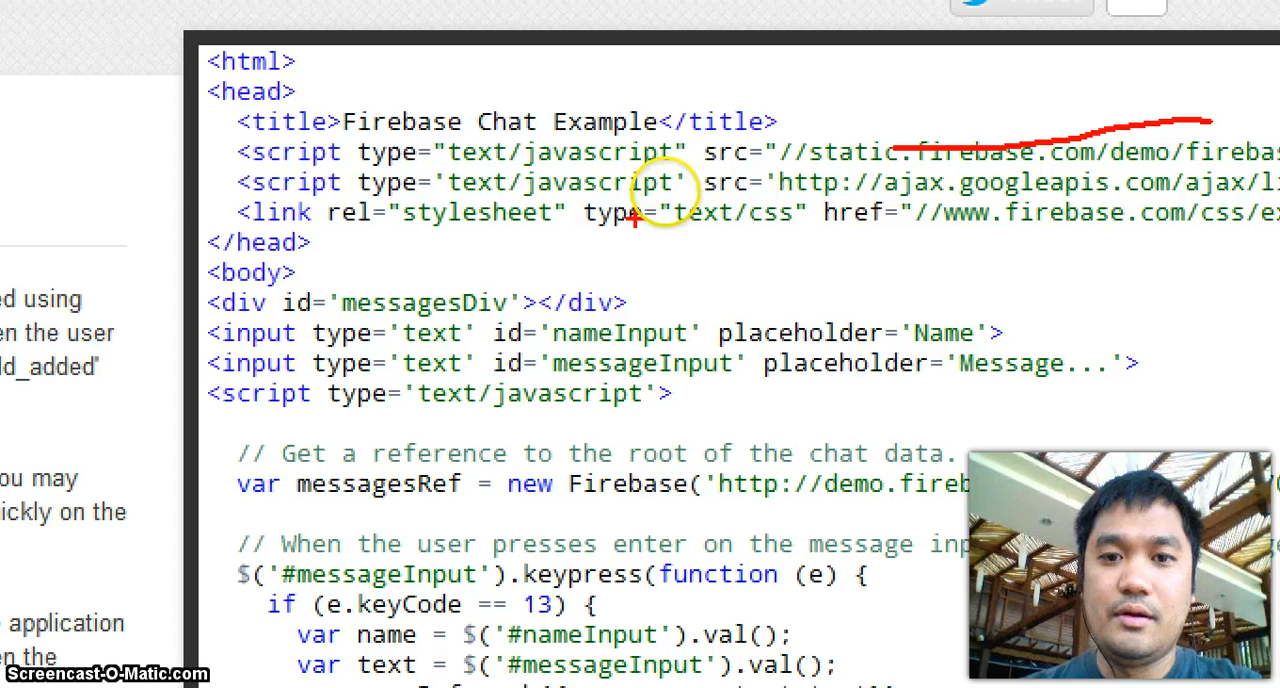 <html>
<head>
<title>Firebase Chat Example</title>
<script type="text/javascript" src="//static.firebase.com/demo/fireba
<script type='text/javascript' src='http://ajax.googleapis.com/ajax/li
<link rel="stylesheet" type="text/css" href="//www.firebase.com/css/ex
</head>
<body>
<div id='messagesDiv'></div>
<input type='text' id='nameInput' placeholder='Name'>
<input type='text' id='messageInput' placeholder='Message...'>
<script type='text/javascript'>
// Get a reference to the root of the chat data.
var messagesRef = new Firebase('http://demo.fireb
// When the user presses enter on the message inp
$('#messageInput').keypress(function (e) {
if (e.keyCode == 13) {
var name = $('#nameInput').val();
var text = $('#messageInput').val();
ed using
en the user
ld_added'
ou may
ickly on the
application
en the
Screencast-O-Matic.com